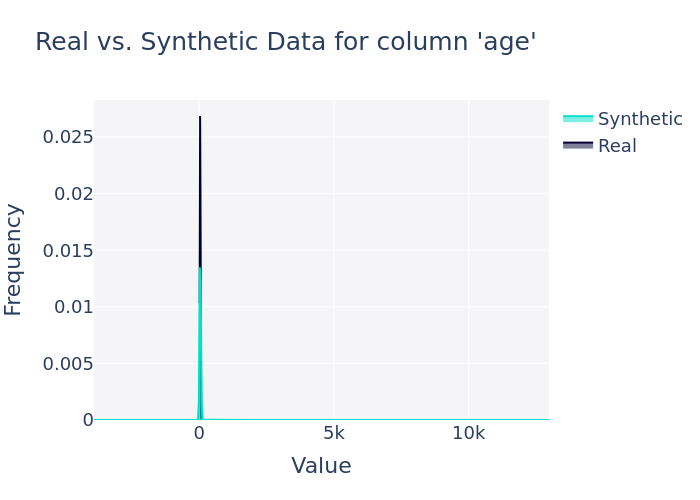 Real vs. Synthetic Data for column 'age'
Synthetic
Real
Frequency
0.025
0.02
0.015
0.01
0.005
0
0
5k
10k
Value